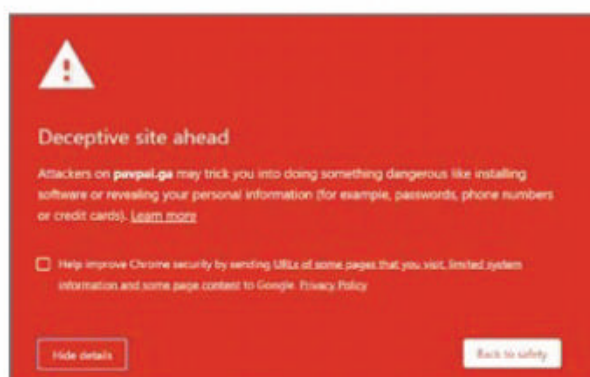 Deceptive site ahead
Attackers on pavpal.ga may trick you into doing something dangerous like installing
software or revealing your personal information (for example, passwords, phone numbers
or credit cards). Learn more
Help improve Chrome security by sending URLs of some pages that you visit, limited system
information and some page content to Google. Privacy Policy
Hide details
Back to safety